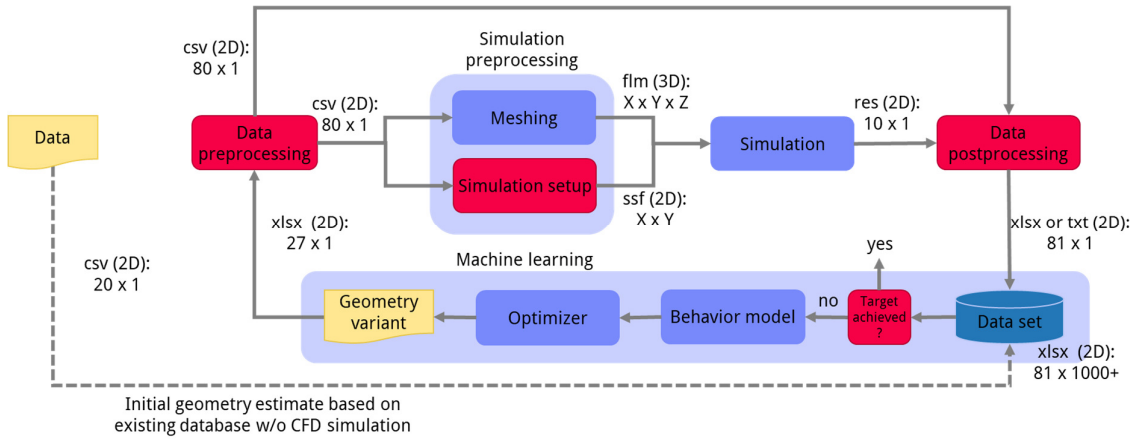 csv (2D):
80 x 1
Simulation
preprocessing
Data
Data
preprocessing
csv (2D):
80 x 1
Meshing
Simulation setup
flm (3D):
X x Y x Z
ssf (2D):
X x Y
Simulation
res (2D):
10 x 1
Data
postprocessing
xlsx (2D):
27 x 1
xlsx or txt (2D):
81 x 1
csv (2D):
20 x 1
Machine learning
yes
Geometry
variant
Optimizer
Behavior model
no
Target
achieved
?
Data set
xlsx (2D):
81 x 1000+
Initial geometry estimate based on
existing database w/o CFD simulation